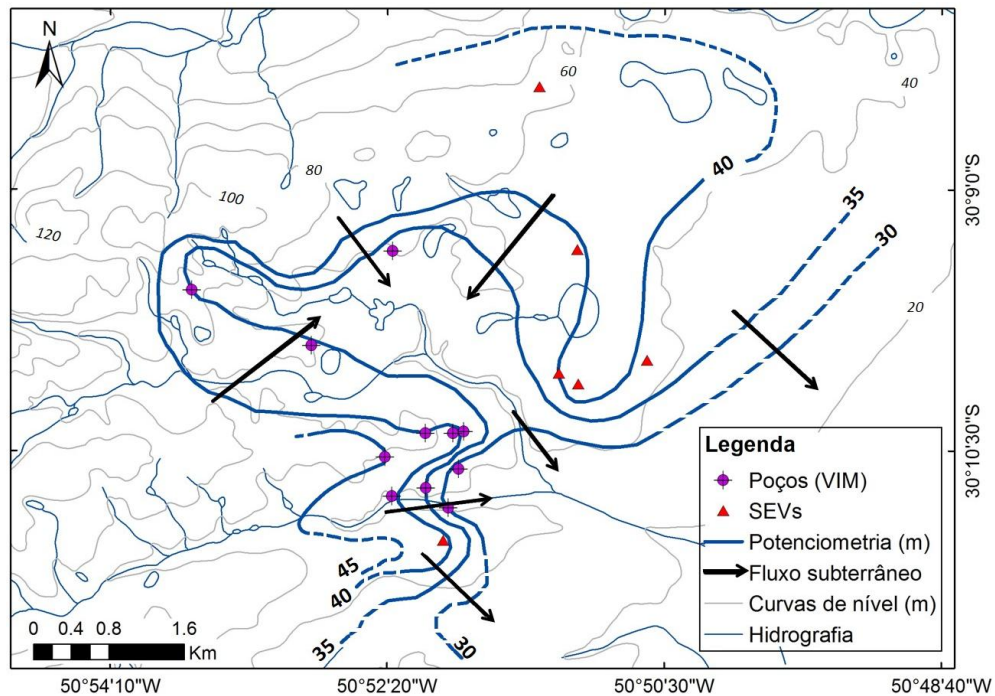 N
60
40
40
80
100
120
35
30
20
30°9'0"S
30°10'30"S
45
40
35
30
Legenda
Poços (VIM)
SEVs
Potenciometria (m)
Fluxo subterrâneo
Curvas de nível (m)
Hidrografia
0 0.4 0.8 1.6
Km
50°54'10"W 50°52'20"W 50°50'30"W 50°48'40"W